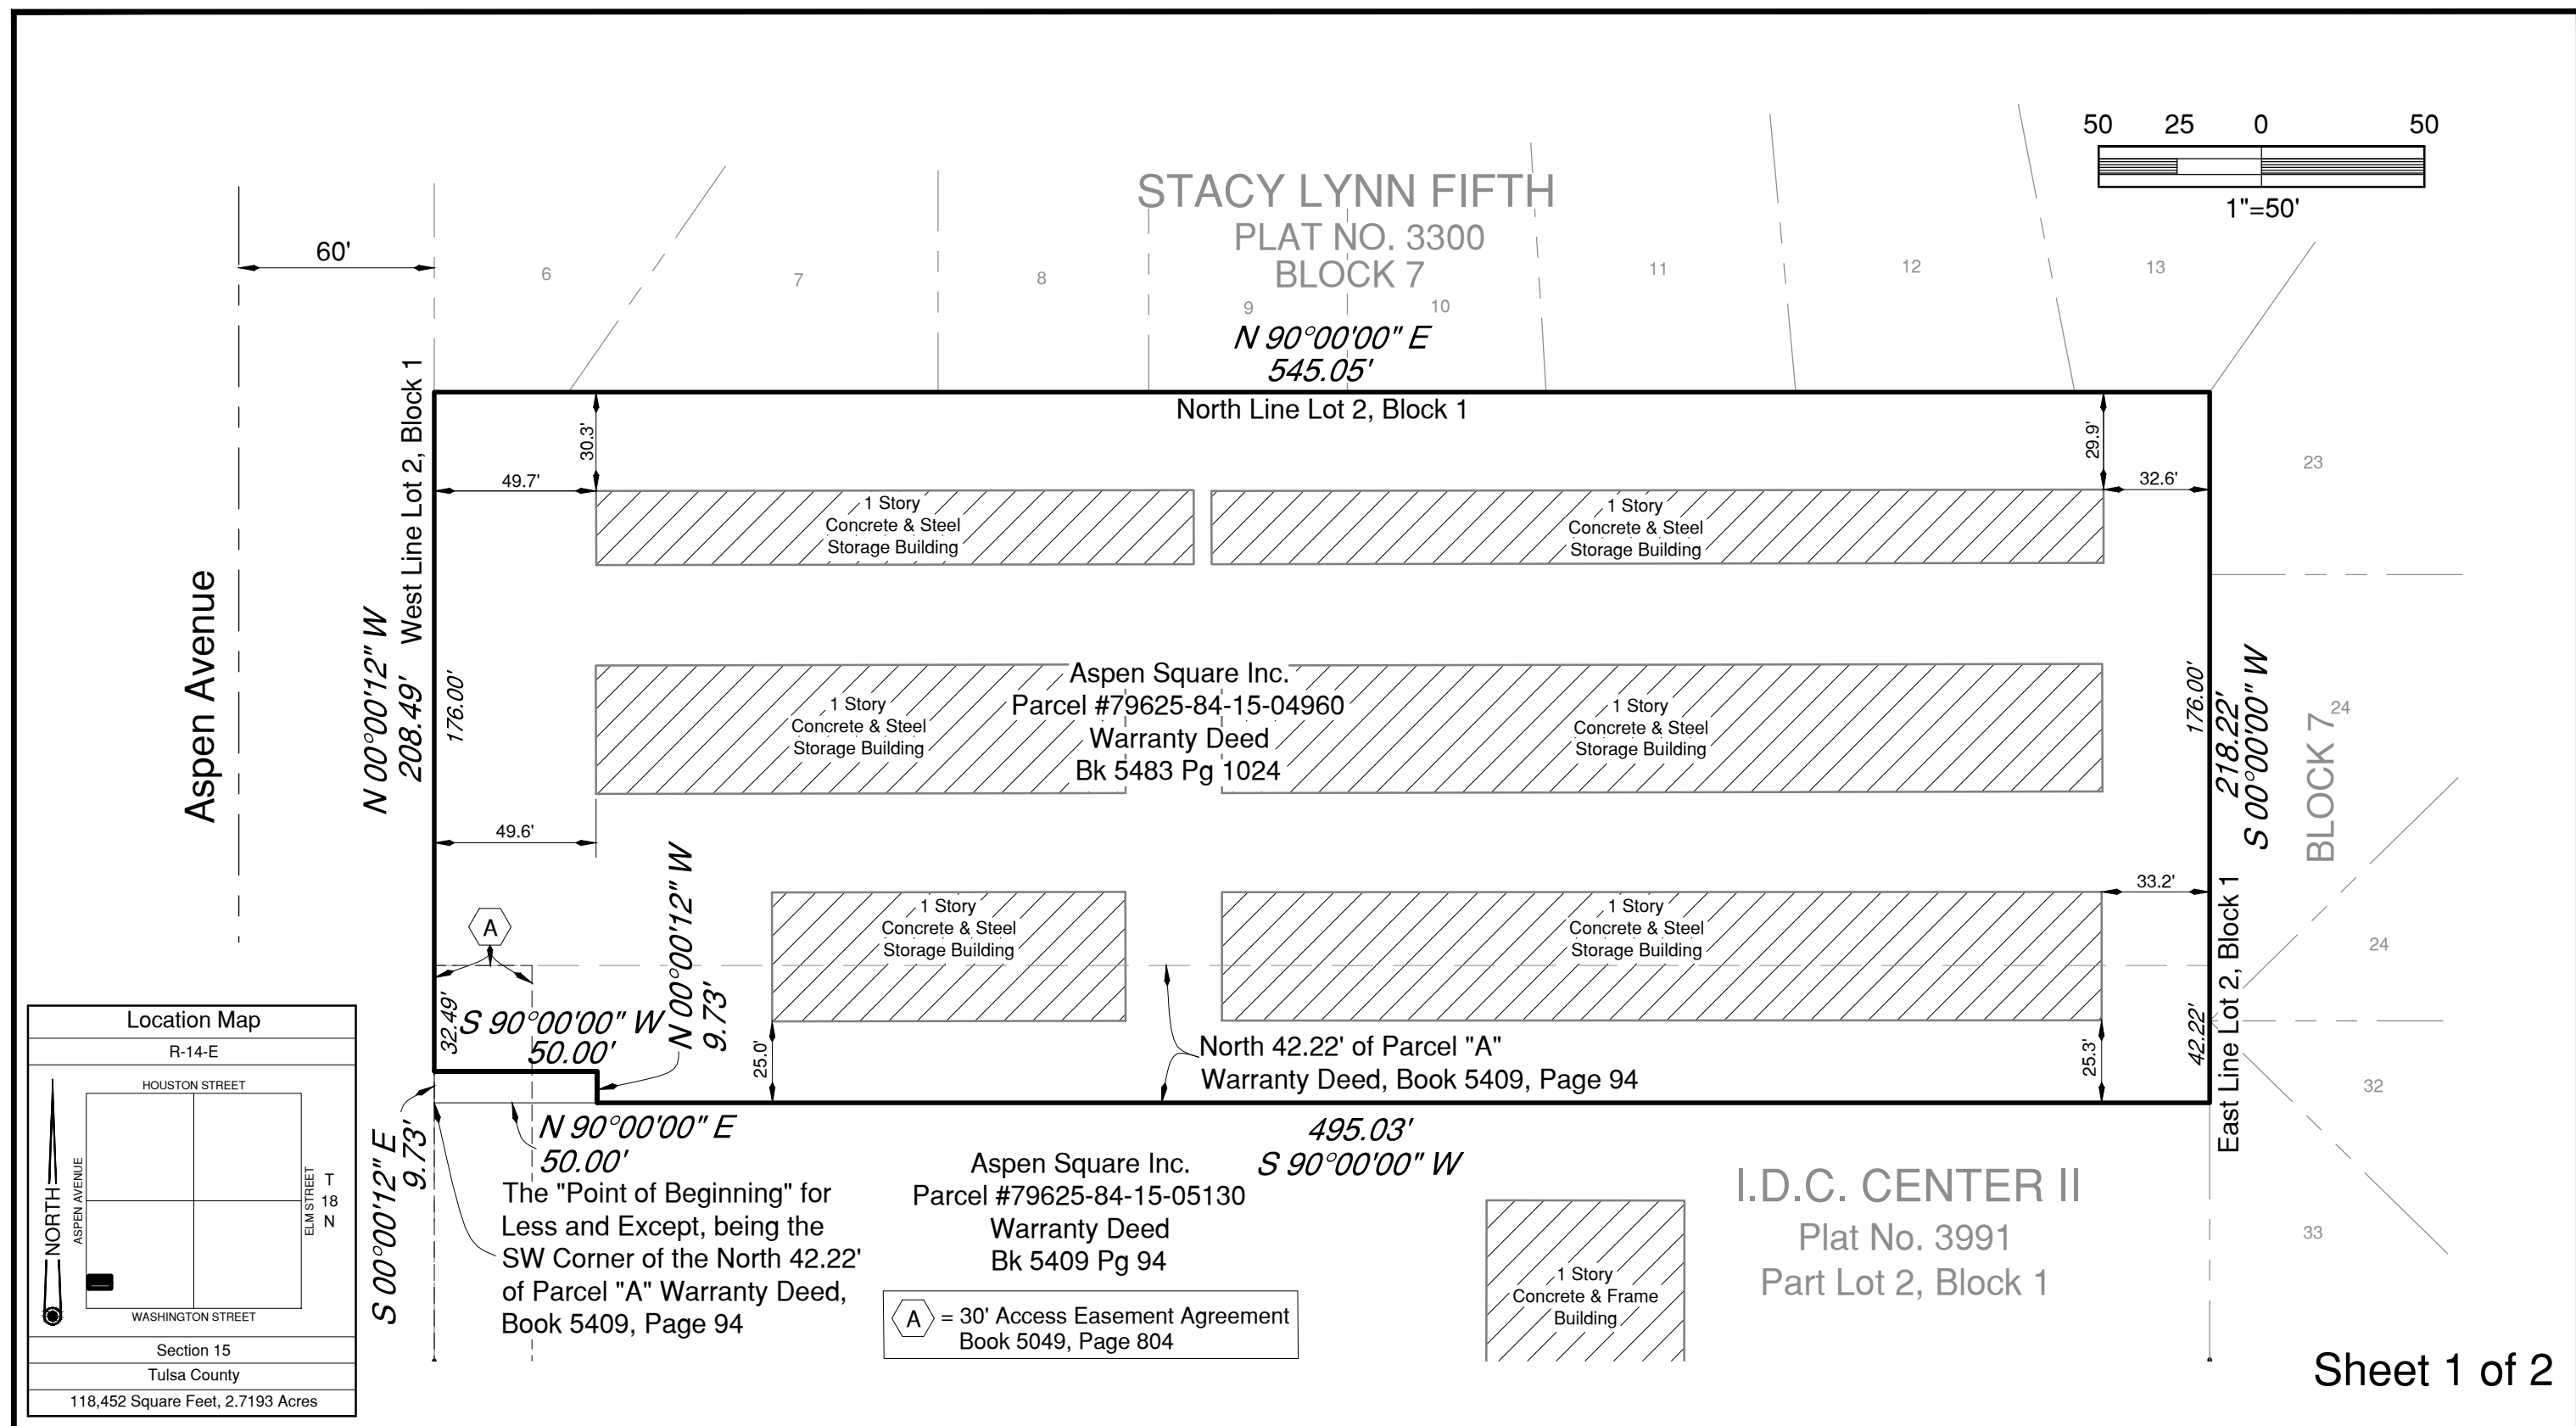 50 25 0 50
1"=50'
STACY LYNN FIFTH
PLAT NO. 3300
BLOCK 7
60'
6
7
8
9
10
11
12
13
N 90°00'00" E
545.05'
North Line Lot 2, Block 1
West Line Lot 2, Block 1
30.3'
29.9'
49.7'
32.6'
23
1 Story
Concrete & Steel
Storage Building
1 Story
Concrete & Steel
Storage Building
Aspen Avenue
N 00°00'12" W
208.49'
176.00'
1 Story
Concrete & Steel
Storage Building
Aspen Square Inc.
Parcel #79625-84-15-04960
Warranty Deed
Bk 5483 Pg 1024
1 Story
Concrete & Steel
Storage Building
176.00'
218.22'
S 00°00'00" W
BLOCK 7
24
49.6'
N 00°00'12" W
9.73'
33.2'
A
1 Story
Concrete & Steel
Storage Building
1 Story
Concrete & Steel
Storage Building
East Line Lot 2, Block 1
24
32.49'
S 90°00'00" W
50.00'
25.0'
North 42.22' of Parcel "A"
Warranty Deed, Book 5409, Page 94
25.3'
42.22'
32
S 00°00'12" E
9.73'
N 90°00'00" E
50.00'
495.03'
S 90°00'00" W
The "Point of Beginning" for
Less and Except, being the
SW Corner of the North 42.22'
of Parcel "A" Warranty Deed,
Book 5409, Page 94
Aspen Square Inc.
Parcel #79625-84-15-05130
Warranty Deed
Bk 5409 Pg 94
I.D.C. CENTER II
Plat No. 3991
Part Lot 2, Block 1
33
A = 30' Access Easement Agreement
Book 5049, Page 804
1 Story
Concrete & Frame
Building
Location Map
R-14-E
HOUSTON STREET
NORTH
ASPEN AVENUE
ELM STREET
T
18
N
WASHINGTON STREET
Section 15
Tulsa County
118,452 Square Feet, 2.7193 Acres
Sheet 1 of 2